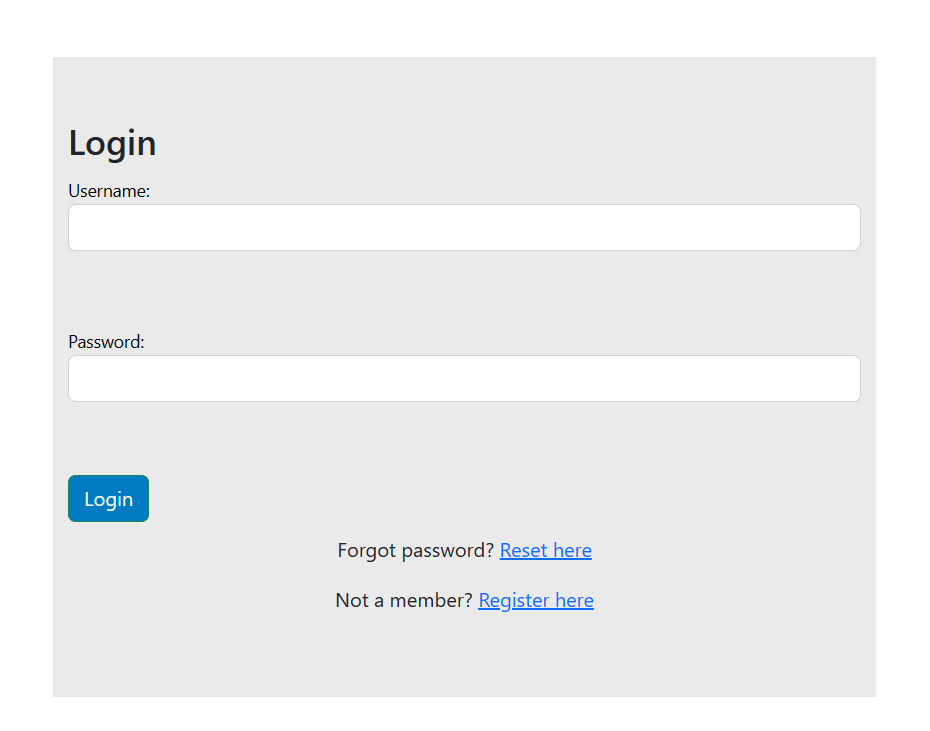 Login
Username:
Password:
Login
Forgot password? Reset here
Not a member? Register here